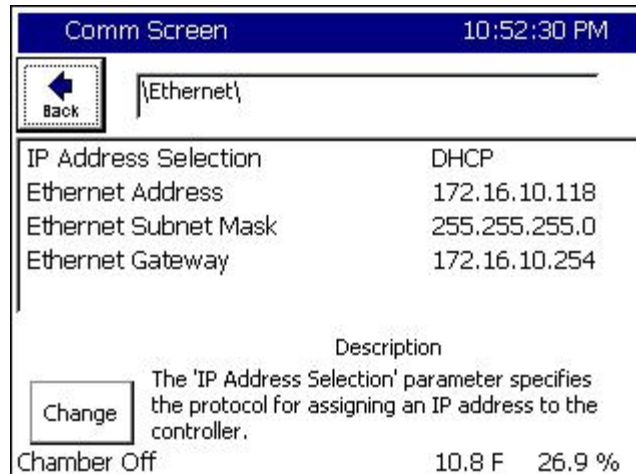 Comm Screen 10:52:30 PM
Back
\Ethernet\
IP Address Selection DHCP
Ethernet Address 172.16.10.118
Ethernet Subnet Mask 255.255.255.0
Ethernet Gateway 172.16.10.254
Description
The 'IP Address Selection' parameter specifies
the protocol for assigning an IP address to the
controller.
Change
Chamber Off 10.8 F 26.9 %